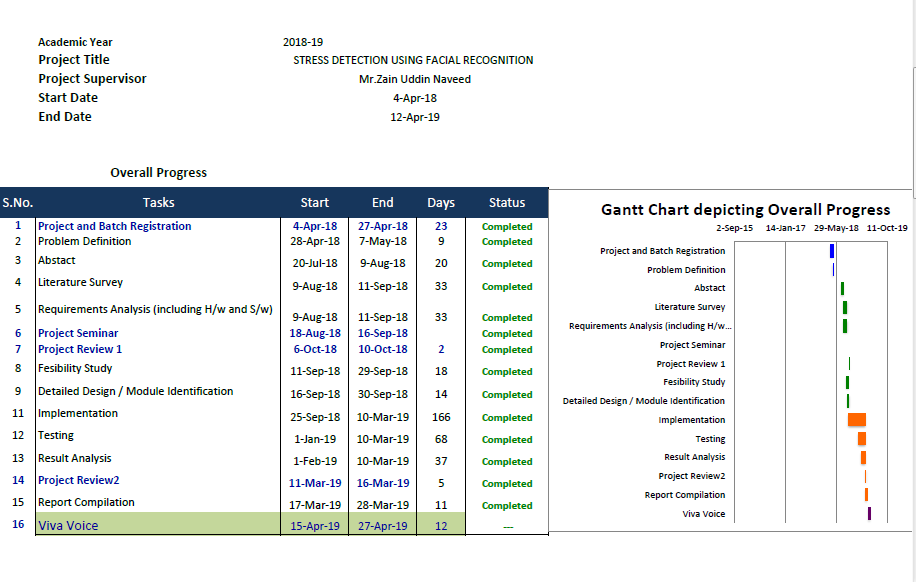 Academic Year 2018-19
Project Title STRESS DETECTION USING FACIAL RECOGNITION
Project Supervisor Mr.Zain Uddin Naveed
Start Date 4-Apr-18
End Date 12-Apr-19
Overall Progress
S.No. Tasks Start End Days Status
1 Project and Batch Registration 4-Apr-18 27-Apr-18 23 Completed
2 Problem Definition 28-Apr-18 7-May-18 9 Completed
3 Abstact 20-Jul-18 9-Aug-18 20 Completed
4 Literature Survey 9-Aug-18 11-Sep-18 33 Completed
5 Requirements Analysis (including H/w and S/w) 9-Aug-18 11-Sep-18 33 Completed
6 Project Seminar 18-Aug-18 16-Sep-18 Completed
7 Project Review 1 6-Oct-18 10-Oct-18 2 Completed
8 Fesibility Study 11-Sep-18 29-Sep-18 18 Completed
9 Detailed Design / Module Identification 16-Sep-18 30-Sep-18 14 Completed
11 Implementation 25-Sep-18 10-Mar-19 166 Completed
12 Testing 1-Jan-19 10-Mar-19 68 Completed
13 Result Analysis 1-Feb-19 10-Mar-19 37 Completed
14 Project Review2 11-Mar-19 16-Mar-19 5 Completed
15 Report Compilation 17-Mar-19 28-Mar-19 11 Completed
16 Viva Voice 15-Apr-19 27-Apr-19 12 ---
Gantt Chart depicting Overall Progress
2-Sep-15 14-Jan-17 29-May-18 11-Oct-19
Project and Batch Registration
Problem Definition
Abstact
Literature Survey
Requirements Analysis (including H/w...
Project Seminar
Project Review 1
Fesibility Study
Detailed Design / Module Identification
Implementation
Testing
Result Analysis
Project Review2
Report Compilation
Viva Voice